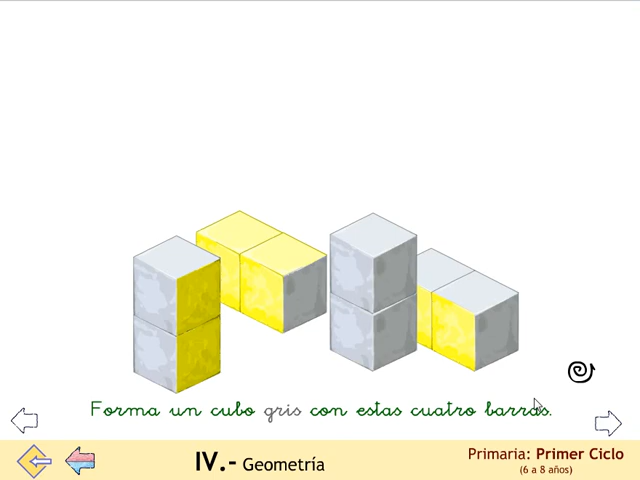 Forma un cubo gris con estas cuatro barras.
IV.- Geometría
Primaria: Primer Ciclo
(6 a 8 años)